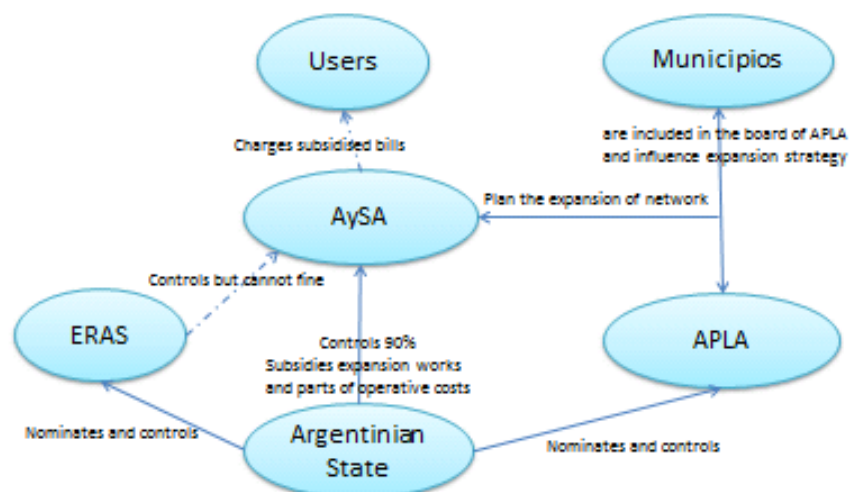 Users
Municipios
Charges subsidised bills
are included in the board of APLA
and influence expansion strategy
AySA
Plan the expansion of network
Controls but cannot fine
ERAS
Controls 90%
Subsidies expansion works
and parts of operative costs
APLA
Nominates and controls
Argentinian
State
Nominates and controls